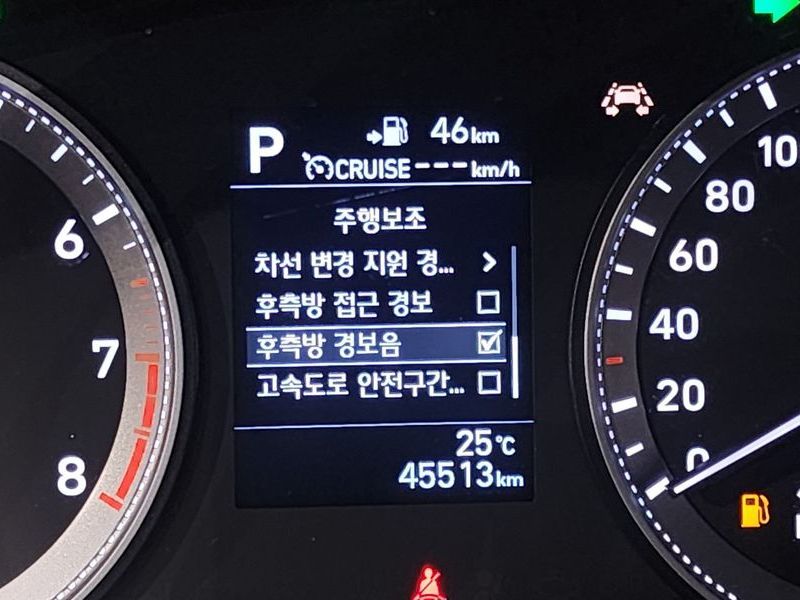 P
46km
CRUISE ---km/h
주행보조
차선 변경 지원 경... >
후측방 접근 경보
후측방 경보음
고속도로 안전구간...
25℃
45513km
6
7
8
100
80
60
40
20
0